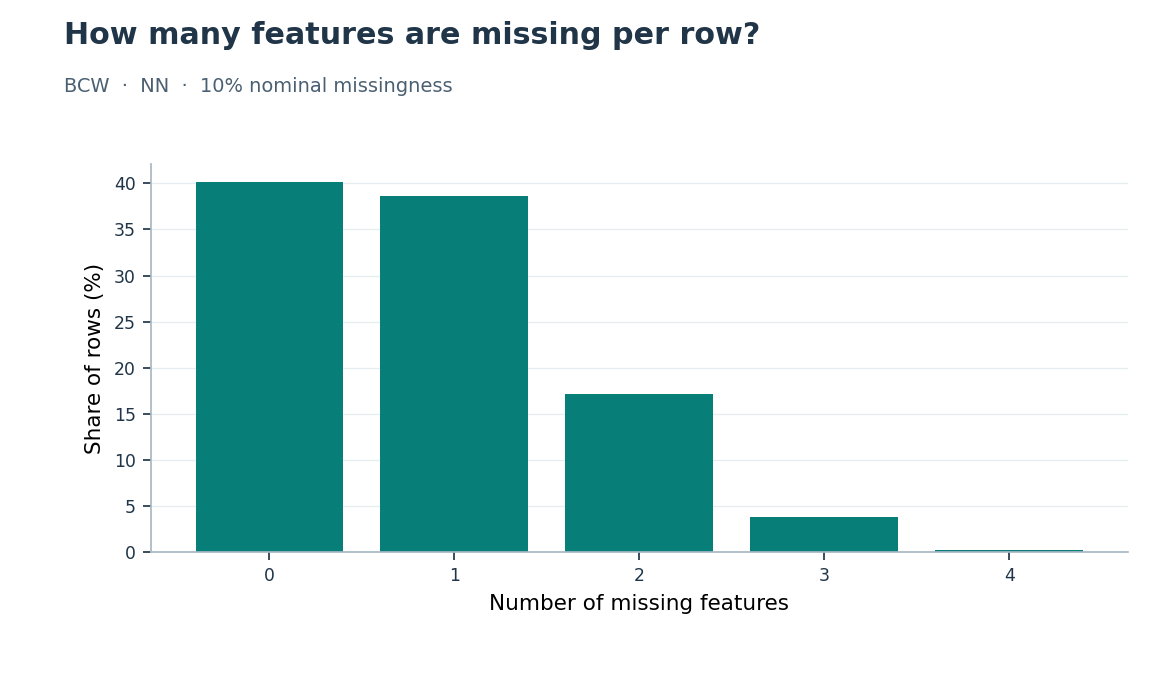 How many features are missing per row?
BCW · NN · 10% nominal missingness
40
35
30
25
20
15
10
5
0
Share of rows (%)
0 1 2 3 4
Number of missing features